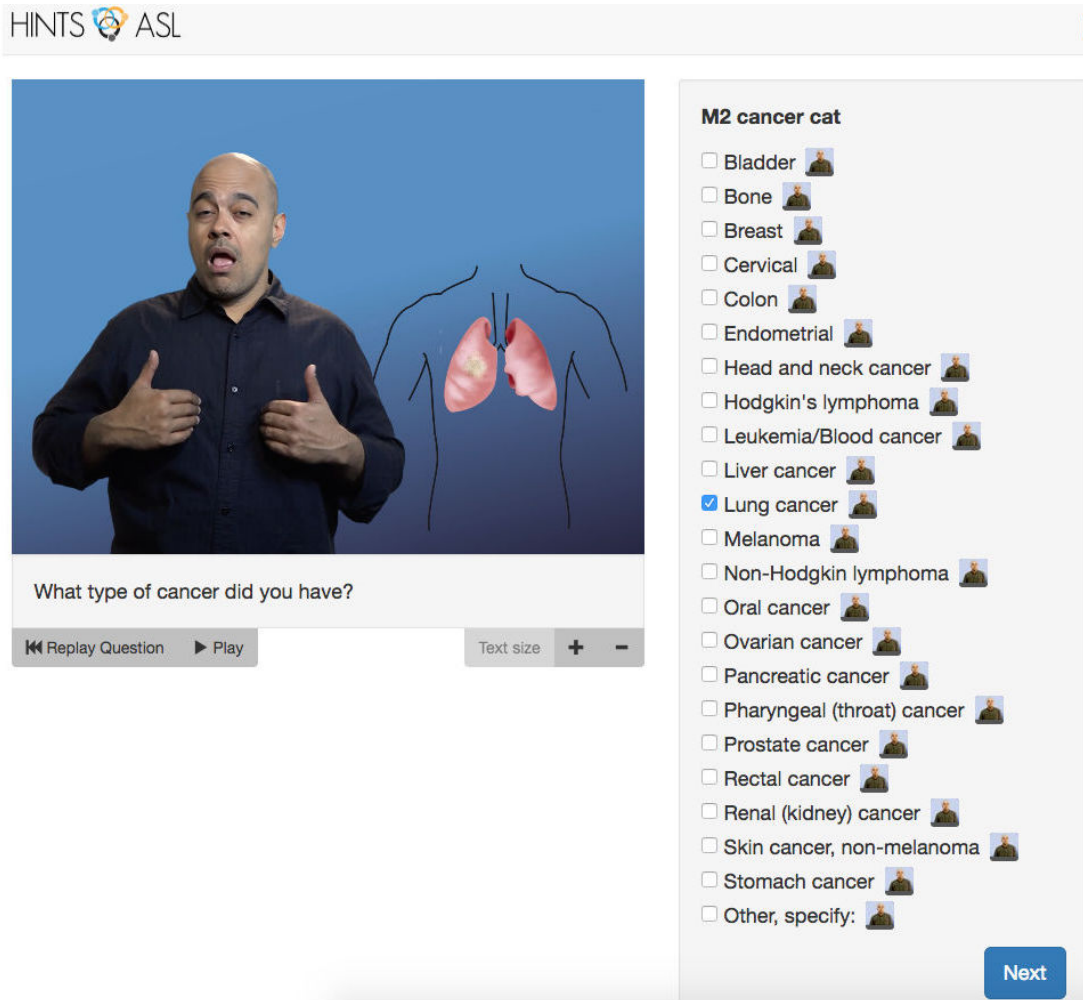 HINTS ASL
What type of cancer did you have?
Replay Question Play Text size + -
M2 cancer cat
Bladder
Bone
Breast
Cervical
Colon
Endometrial
Head and neck cancer
Hodgkin's lymphoma
Leukemia/Blood cancer
Liver cancer
Lung cancer
Melanoma
Non-Hodgkin lymphoma
Oral cancer
Ovarian cancer
Pancreatic cancer
Pharyngeal (throat) cancer
Prostate cancer
Rectal cancer
Renal (kidney) cancer
Skin cancer, non-melanoma
Stomach cancer
Other, specify:
Next